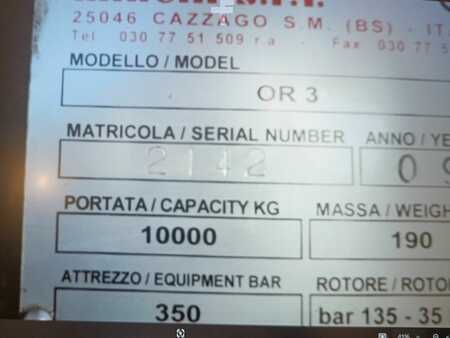 25046 CAZZAGO S.M. (BS) - IT
Tel 030 77 51 509 r.a - Fax 030 77 5
MODELLO / MODEL
OR 3
MATRICOLA / SERIAL NUMBER ANNO / YE
2142 0 9
PORTATA / CAPACITY KG MASSA / WEIGH
10000 190
ATTREZZO / EQUIPMENT BAR ROTORE / ROTO
350 bar 135 - 35